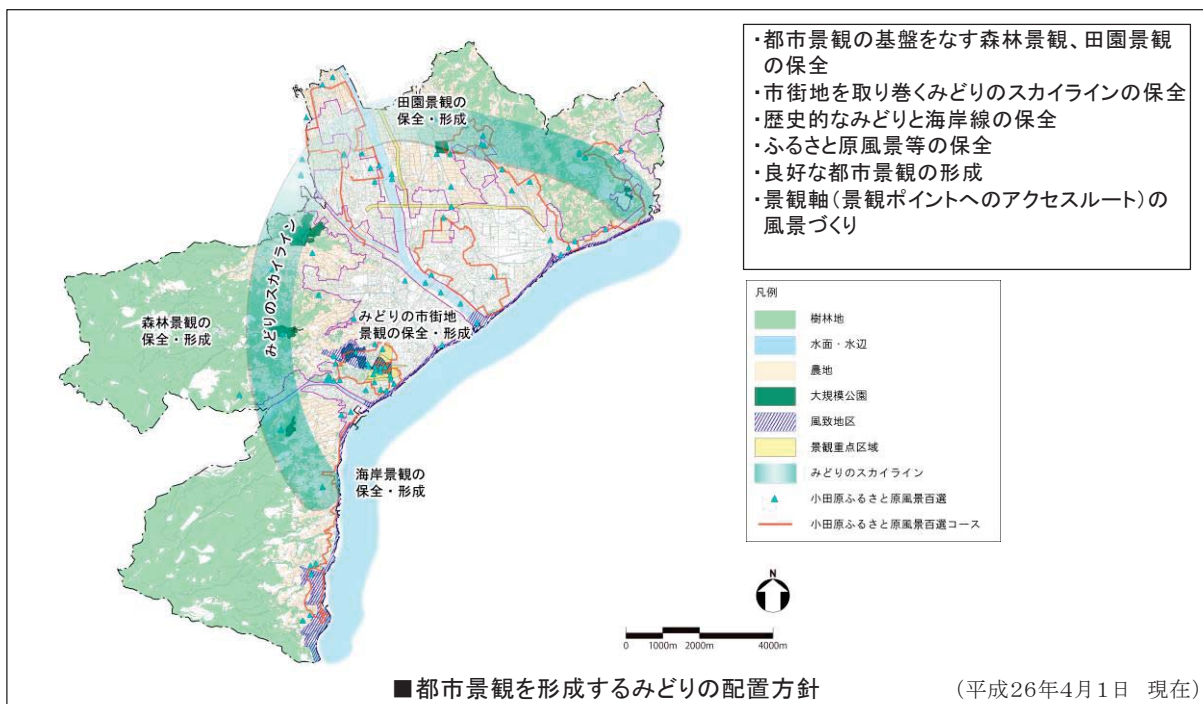 ・都市景観の基盤をなす森林景観、田園景観
の保全
・市街地を取り巻くみどりのスカイラインの保全
・歴史的なみどりと海岸線の保全
・ふるさと原風景等の保全
・良好な都市景観の形成
・景観軸(景観ポイントへのアクセスルート)の
風景づくり
田園景観の
保全・形成
みどりのスカイライン
森林景観の
保全・形成
みどりの市街地
景観の保全・形成
海岸景観の
保全・形成
凡例
樹林地
水面・水辺
農地
大規模公園
風致地区
景観重点区域
みどりのスカイライン
小田原ふるさと原風景百選
小田原ふるさと原風景百選コース
N
0 1000m 2000m 4000m
■都市景観を形成するみどりの配置方針
(平成26年4月1日 現在)